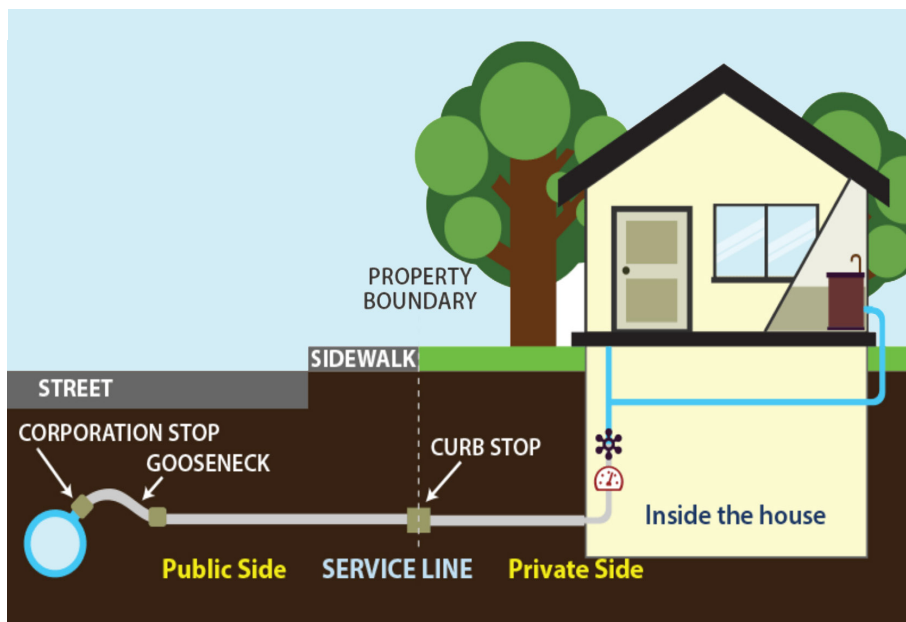 PROPERTY
BOUNDARY
SIDEWALK
STREET
CORPORATION STOP
GOOSENECK
CURB STOP
Inside the house
Public Side
SERVICE LINE
Private Side